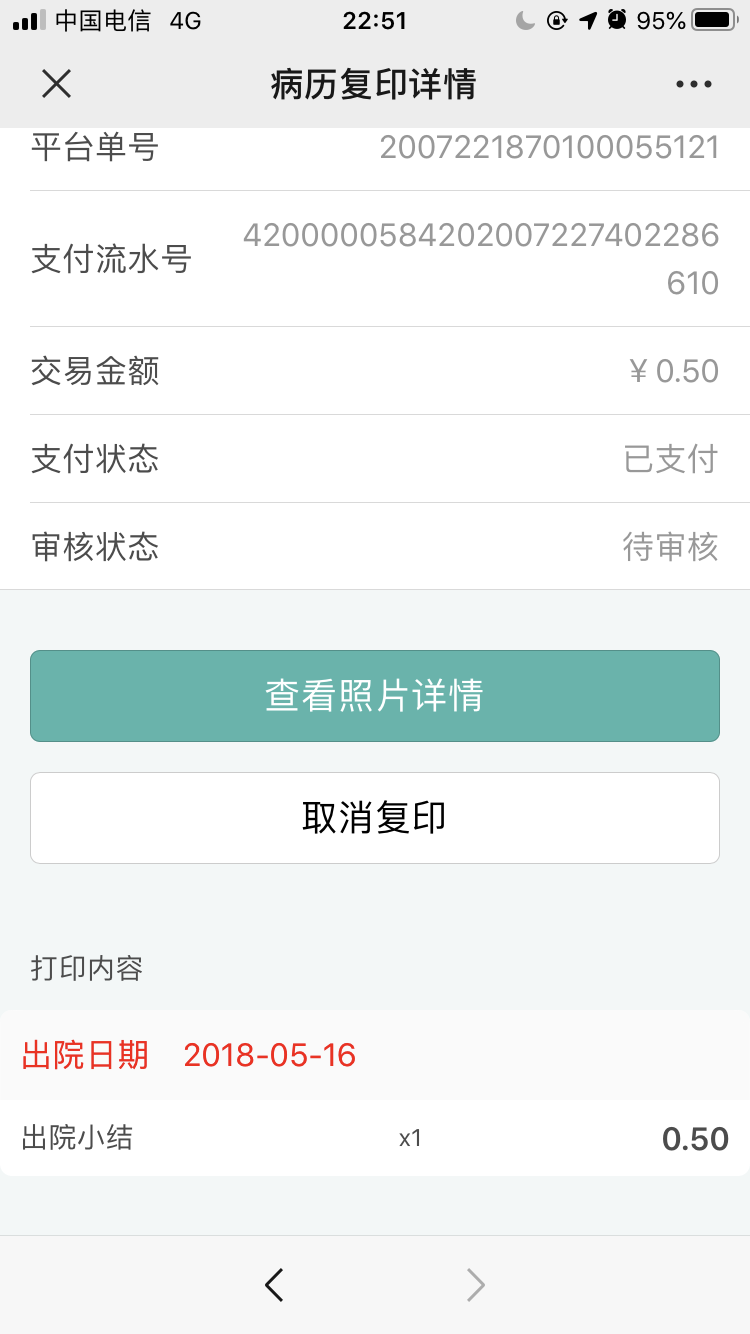 中国电信 4G 22:51 95%
病历复印详情
平台单号 2007221870100055121
支付流水号 4200000584202007227402286
610
交易金额 ¥ 0.50
支付状态 已支付
审核状态 待审核
查看照片详情
取消复印
打印内容
出院日期 2018-05-16
出院小结 x1 0.50